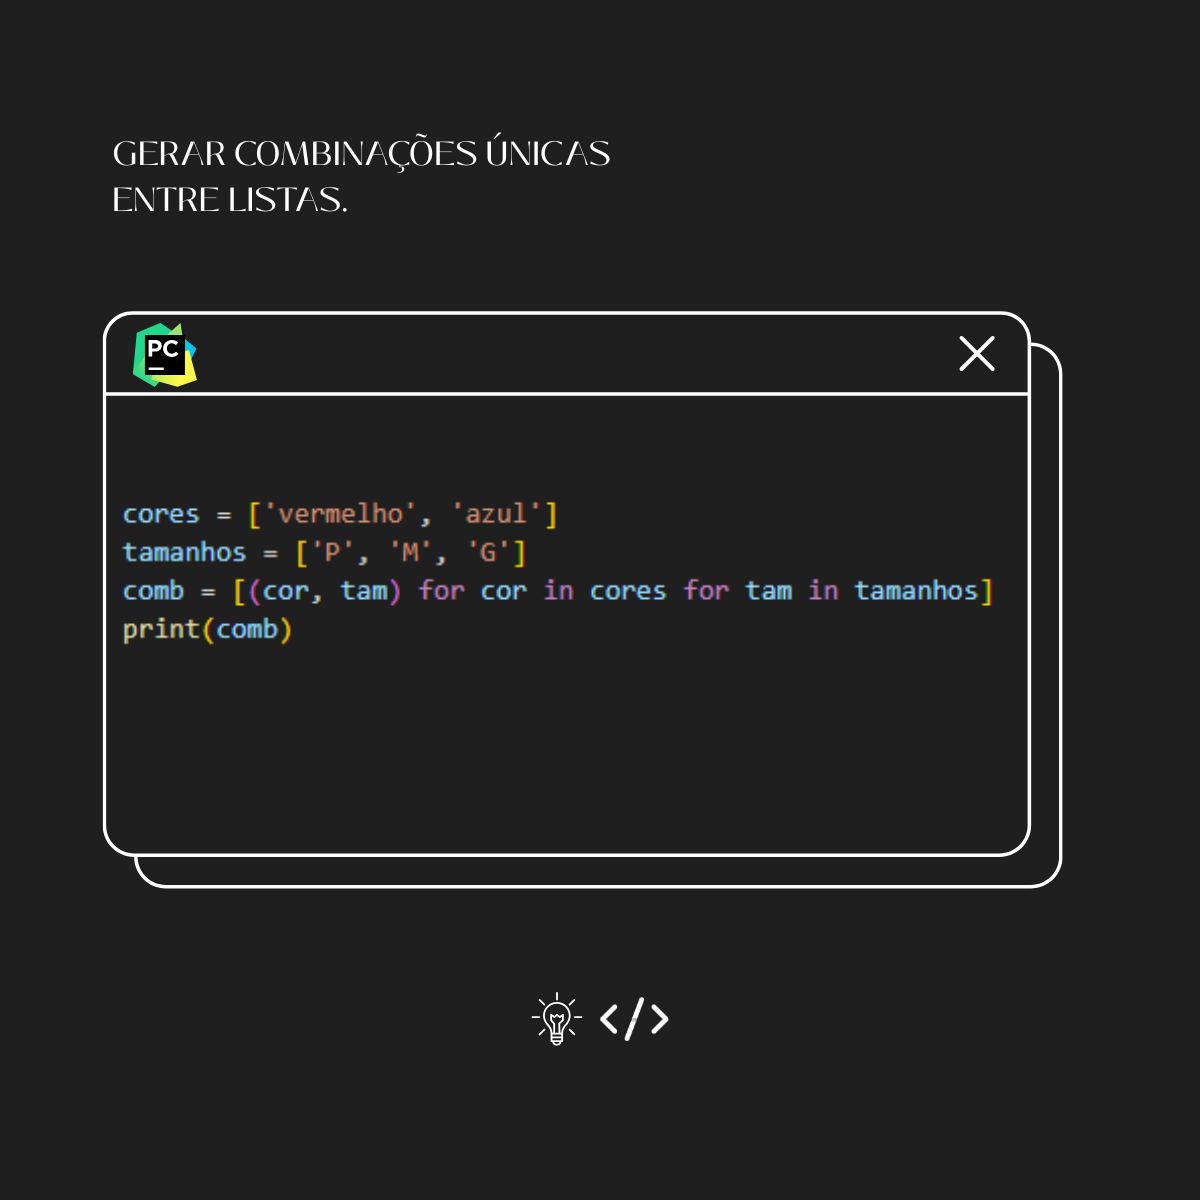 GERAR COMBINAÇÕES ÚNICAS
ENTRE LISTAS.
PC
cores = ['vermelho', 'azul']
tamanhos = ['P', 'M', 'G']
comb = [(cor, tam) for cor in cores for tam in tamanhos]
print(comb)
</>